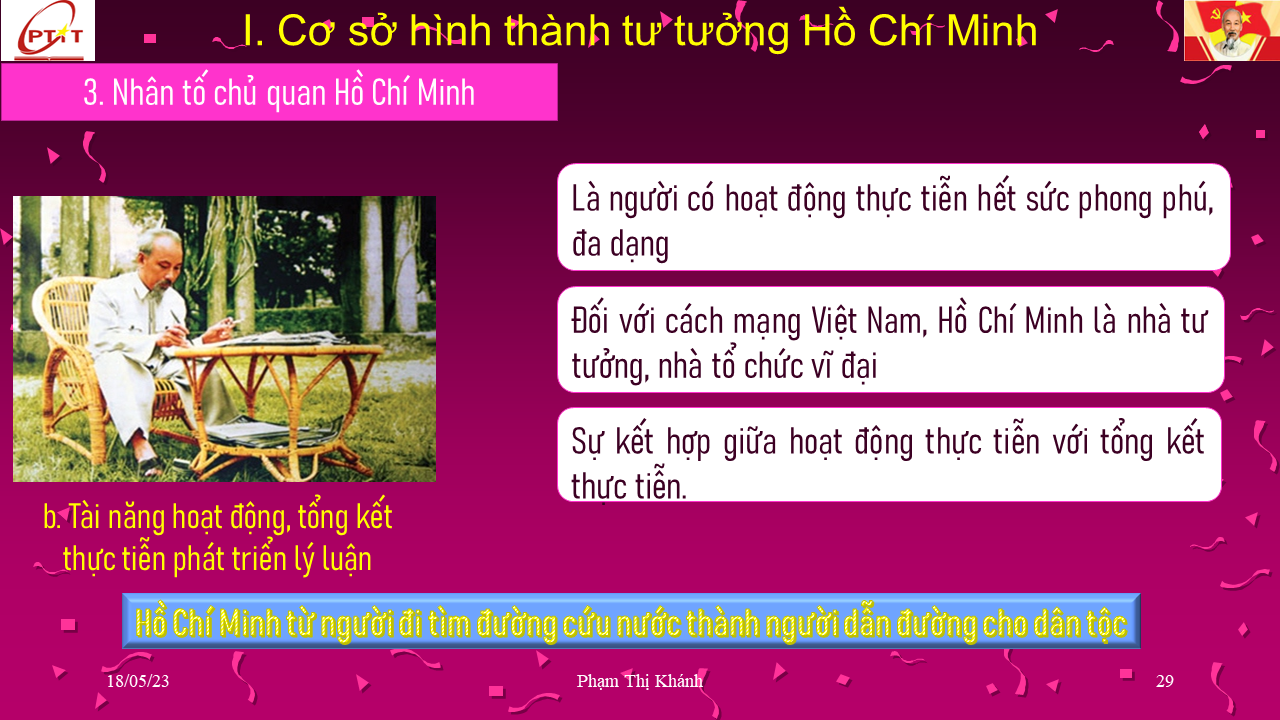 PTiT
I. Cơ sở hình thành tư tưởng Hồ Chí Minh
3. Nhân tố chủ quan Hồ Chí Minh
Là người có hoạt động thực tiễn hết sức phong phú,
đa dạng
Đối với cách mạng Việt Nam, Hồ Chí Minh là nhà tư
tưởng, nhà tổ chức vĩ đại
Sự kết hợp giữa hoạt động thực tiễn với tổng kết
thực tiễn.
b. Tài năng hoạt động, tổng kết
thực tiễn phát triển lý luận
Hồ Chí Minh từ người đi tìm đường cứu nước thành người dẫn đường cho dân tộc
18/05/23
Phạm Thị Khánh
29